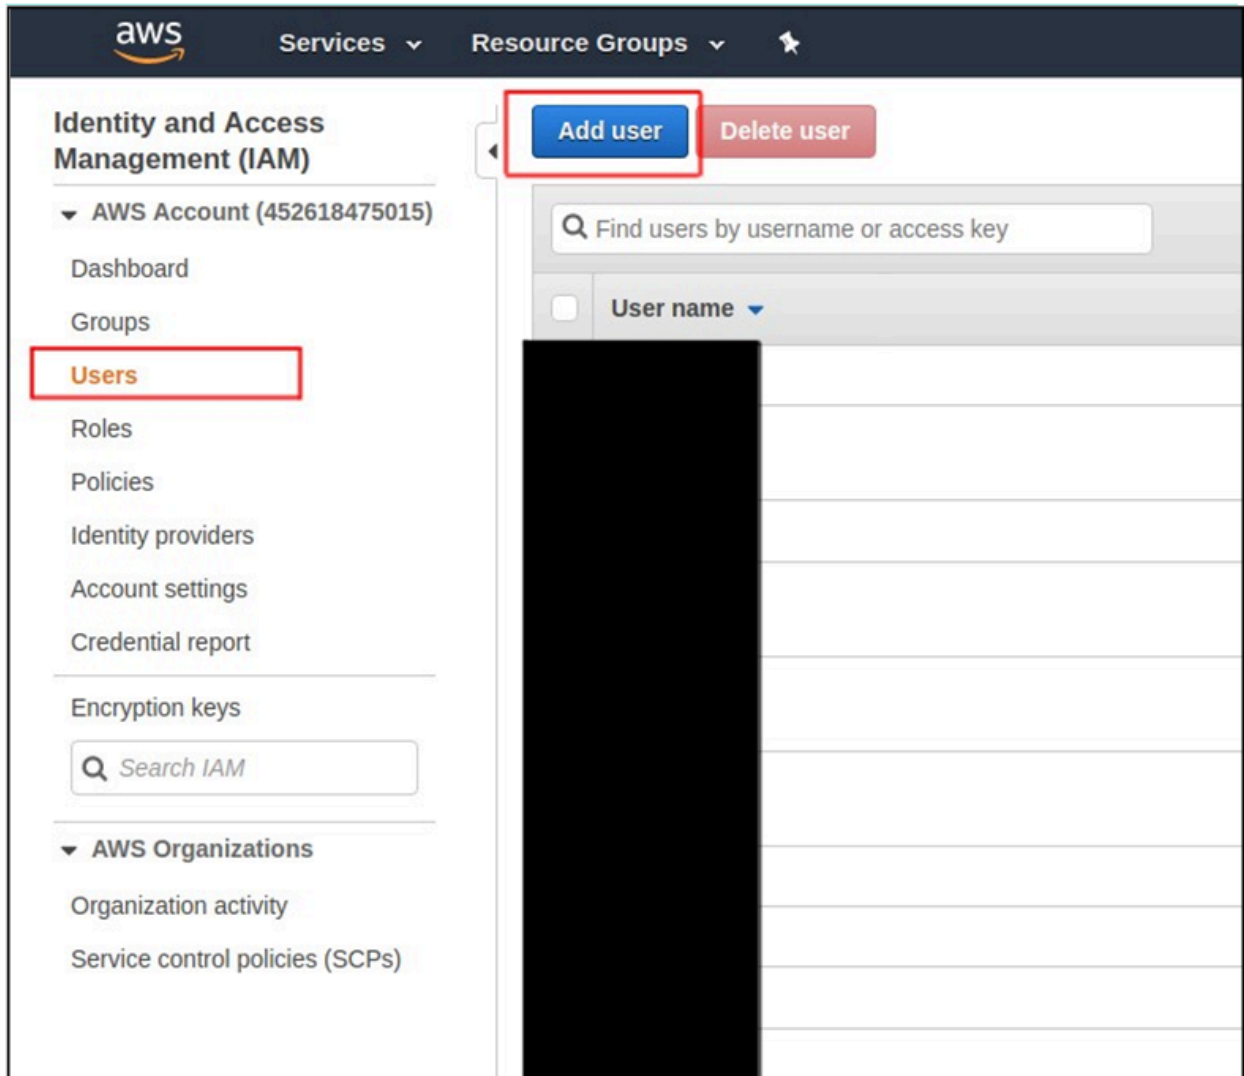 aws
Services
Resource Groups
Identity and Access
Management (IAM)
AWS Account (452618475015)
Dashboard
Groups
Users
Roles
Policies
Identity providers
Account settings
Credential report
Encryption keys
Search IAM
AWS Organizations
Organization activity
Service control policies (SCPs)
Add user
Delete user
Find users by username or access key
User name